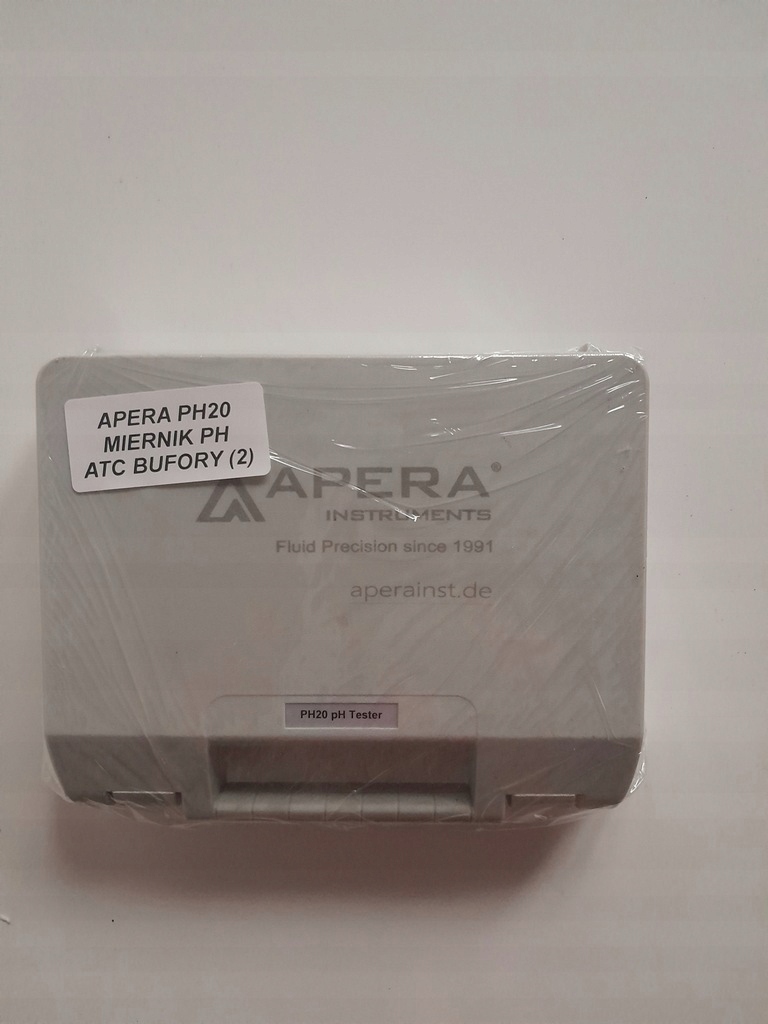 APERA PH20
MIERNIK PH
ATC BUFORY (2)
APERA®
INSTRUMENTS
Fluid Precision since 1991
aperainst.de
PH20 pH Tester